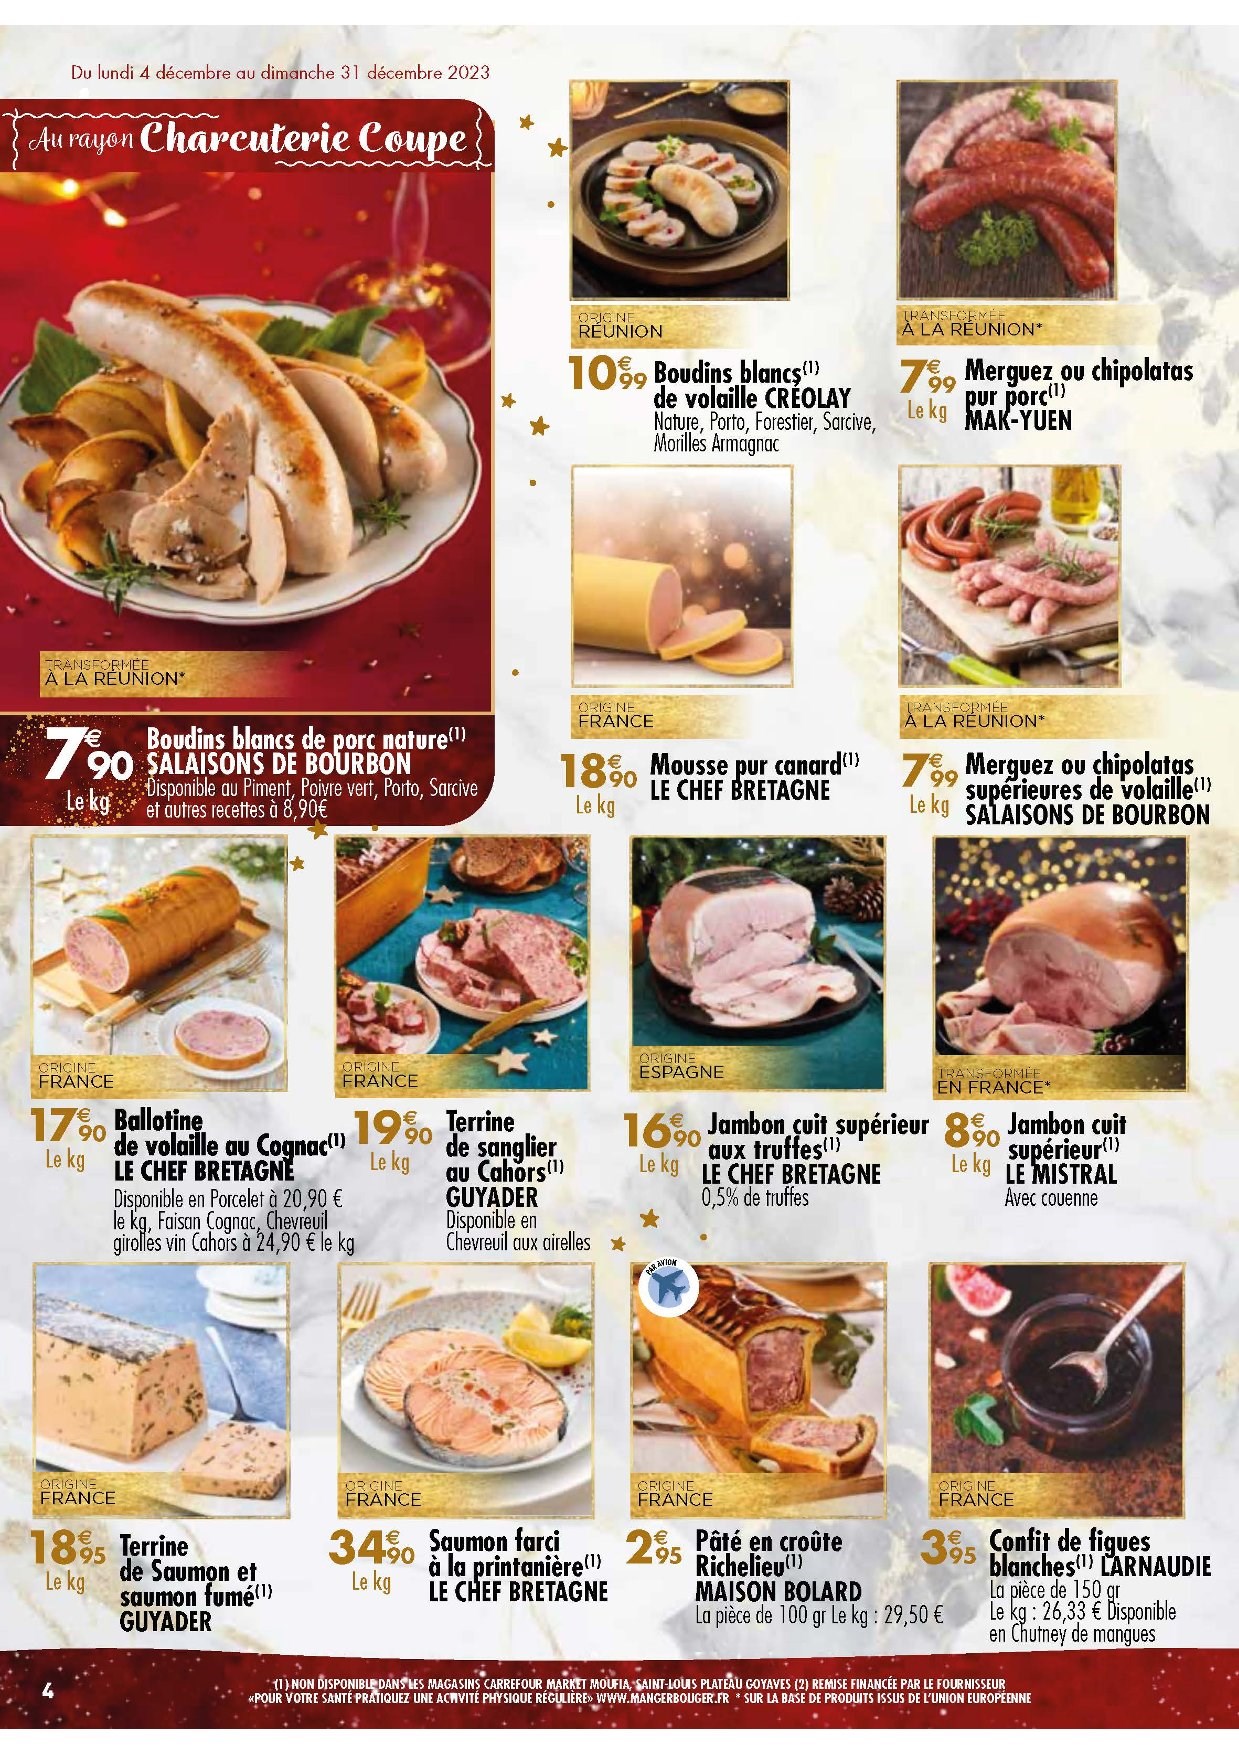 Du lundi 4 décembre au dimanche 31 décembre 2023
Au rayon Charcuterie Coupe
TRANSFORMÉE
À LA RÉUNION*
7€90
Le kg
Boudins blancs de porc nature(1)
SALAISONS DE BOURBON
Disponible au Piment, Poivre vert, Porto, Sarcive
et autres recettes à 8,90€
ORIGINE
RÉUNION
10€99
Boudins blancs(1)
de volaille CRÉOLAY
Nature, Porto, Forestier, Sarcive,
Morilles Armagnac
TRANSFORMÉE
À LA RÉUNION*
7€99
Le kg
Merguez ou chipolatas
pur porc(1)
MAK-YUEN
ORIGINE
FRANCE
18€90
Le kg
Mousse pur canard(1)
LE CHEF BRETAGNE
TRANSFORMÉE
À LA RÉUNION*
7€99
Le kg
Merguez ou chipolatas
supérieures de volaille(1)
SALAISONS DE BOURBON
ORIGINE
FRANCE
17€90
Le kg
Ballotine
de volaille au Cognac(1)
LE CHEF BRETAGNE
Disponible en Porcelet à 20,90 €
le kg, Faisan Cognac, Chevreuil
girolles vin Cahors à 24,90 € le kg
ORIGINE
FRANCE
19€90
Le kg
Terrine
de sanglier
au Cahors(1)
GUYADER
Disponible en
Chevreuil aux airelles
ORIGINE
ESPAGNE
16€90
Le kg
Jambon cuit supérieur
aux truffes(1)
LE CHEF BRETAGNE
0,5% de truffes
TRANSFORMÉE
EN FRANCE*
8€90
Le kg
Jambon cuit
supérieur(1)
LE MISTRAL
Avec couenne
ORIGINE
FRANCE
18€95
Le kg
Terrine
de Saumon et
saumon fumé(1)
GUYADER
ORIGINE
FRANCE
34€90
Le kg
Saumon farci
à la printanière(1)
LE CHEF BRETAGNE
PAR AVION
ORIGINE
FRANCE
2€95
Pâté en croûte
Richelieu(1)
MAISON BOLARD
La pièce de 100 gr Le kg : 29,50 €
ORIGINE
FRANCE
3€95
Confit de figues
blanches(1) LARNAUDIE
La pièce de 150 gr
Le kg : 26,33 € Disponible
en Chutney de mangues
4
(1) NON DISPONIBLE DANS LES MAGASINS CARREFOUR MARKET MOUFIA, SAINT-LOUIS PLATEAU GOYAVES (2) REMISE FINANCÉE PAR LE FOURNISSEUR
«POUR VOTRE SANTÉ PRATIQUEZ UNE ACTIVITÉ PHYSIQUE RÉGULIÈRE» WWW.MANGERBOUGER.FR * SUR LA BASE DE PRODUITS ISSUS DE L'UNION EUROPÉENNE